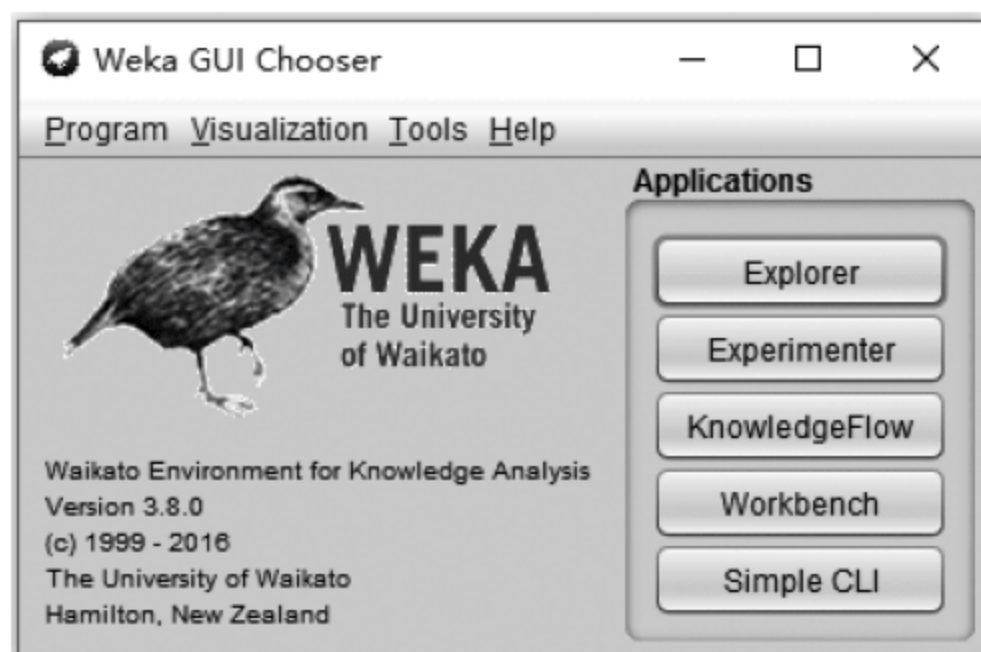 Weka GUI Chooser
Program Visualization Tools Help
WEKA
The University
of Waikato
Waikato Environment for Knowledge Analysis
Version 3.8.0
(c) 1999 - 2016
The University of Waikato
Hamilton, New Zealand
Applications
Explorer
Experimenter
KnowledgeFlow
Workbench
Simple CLI